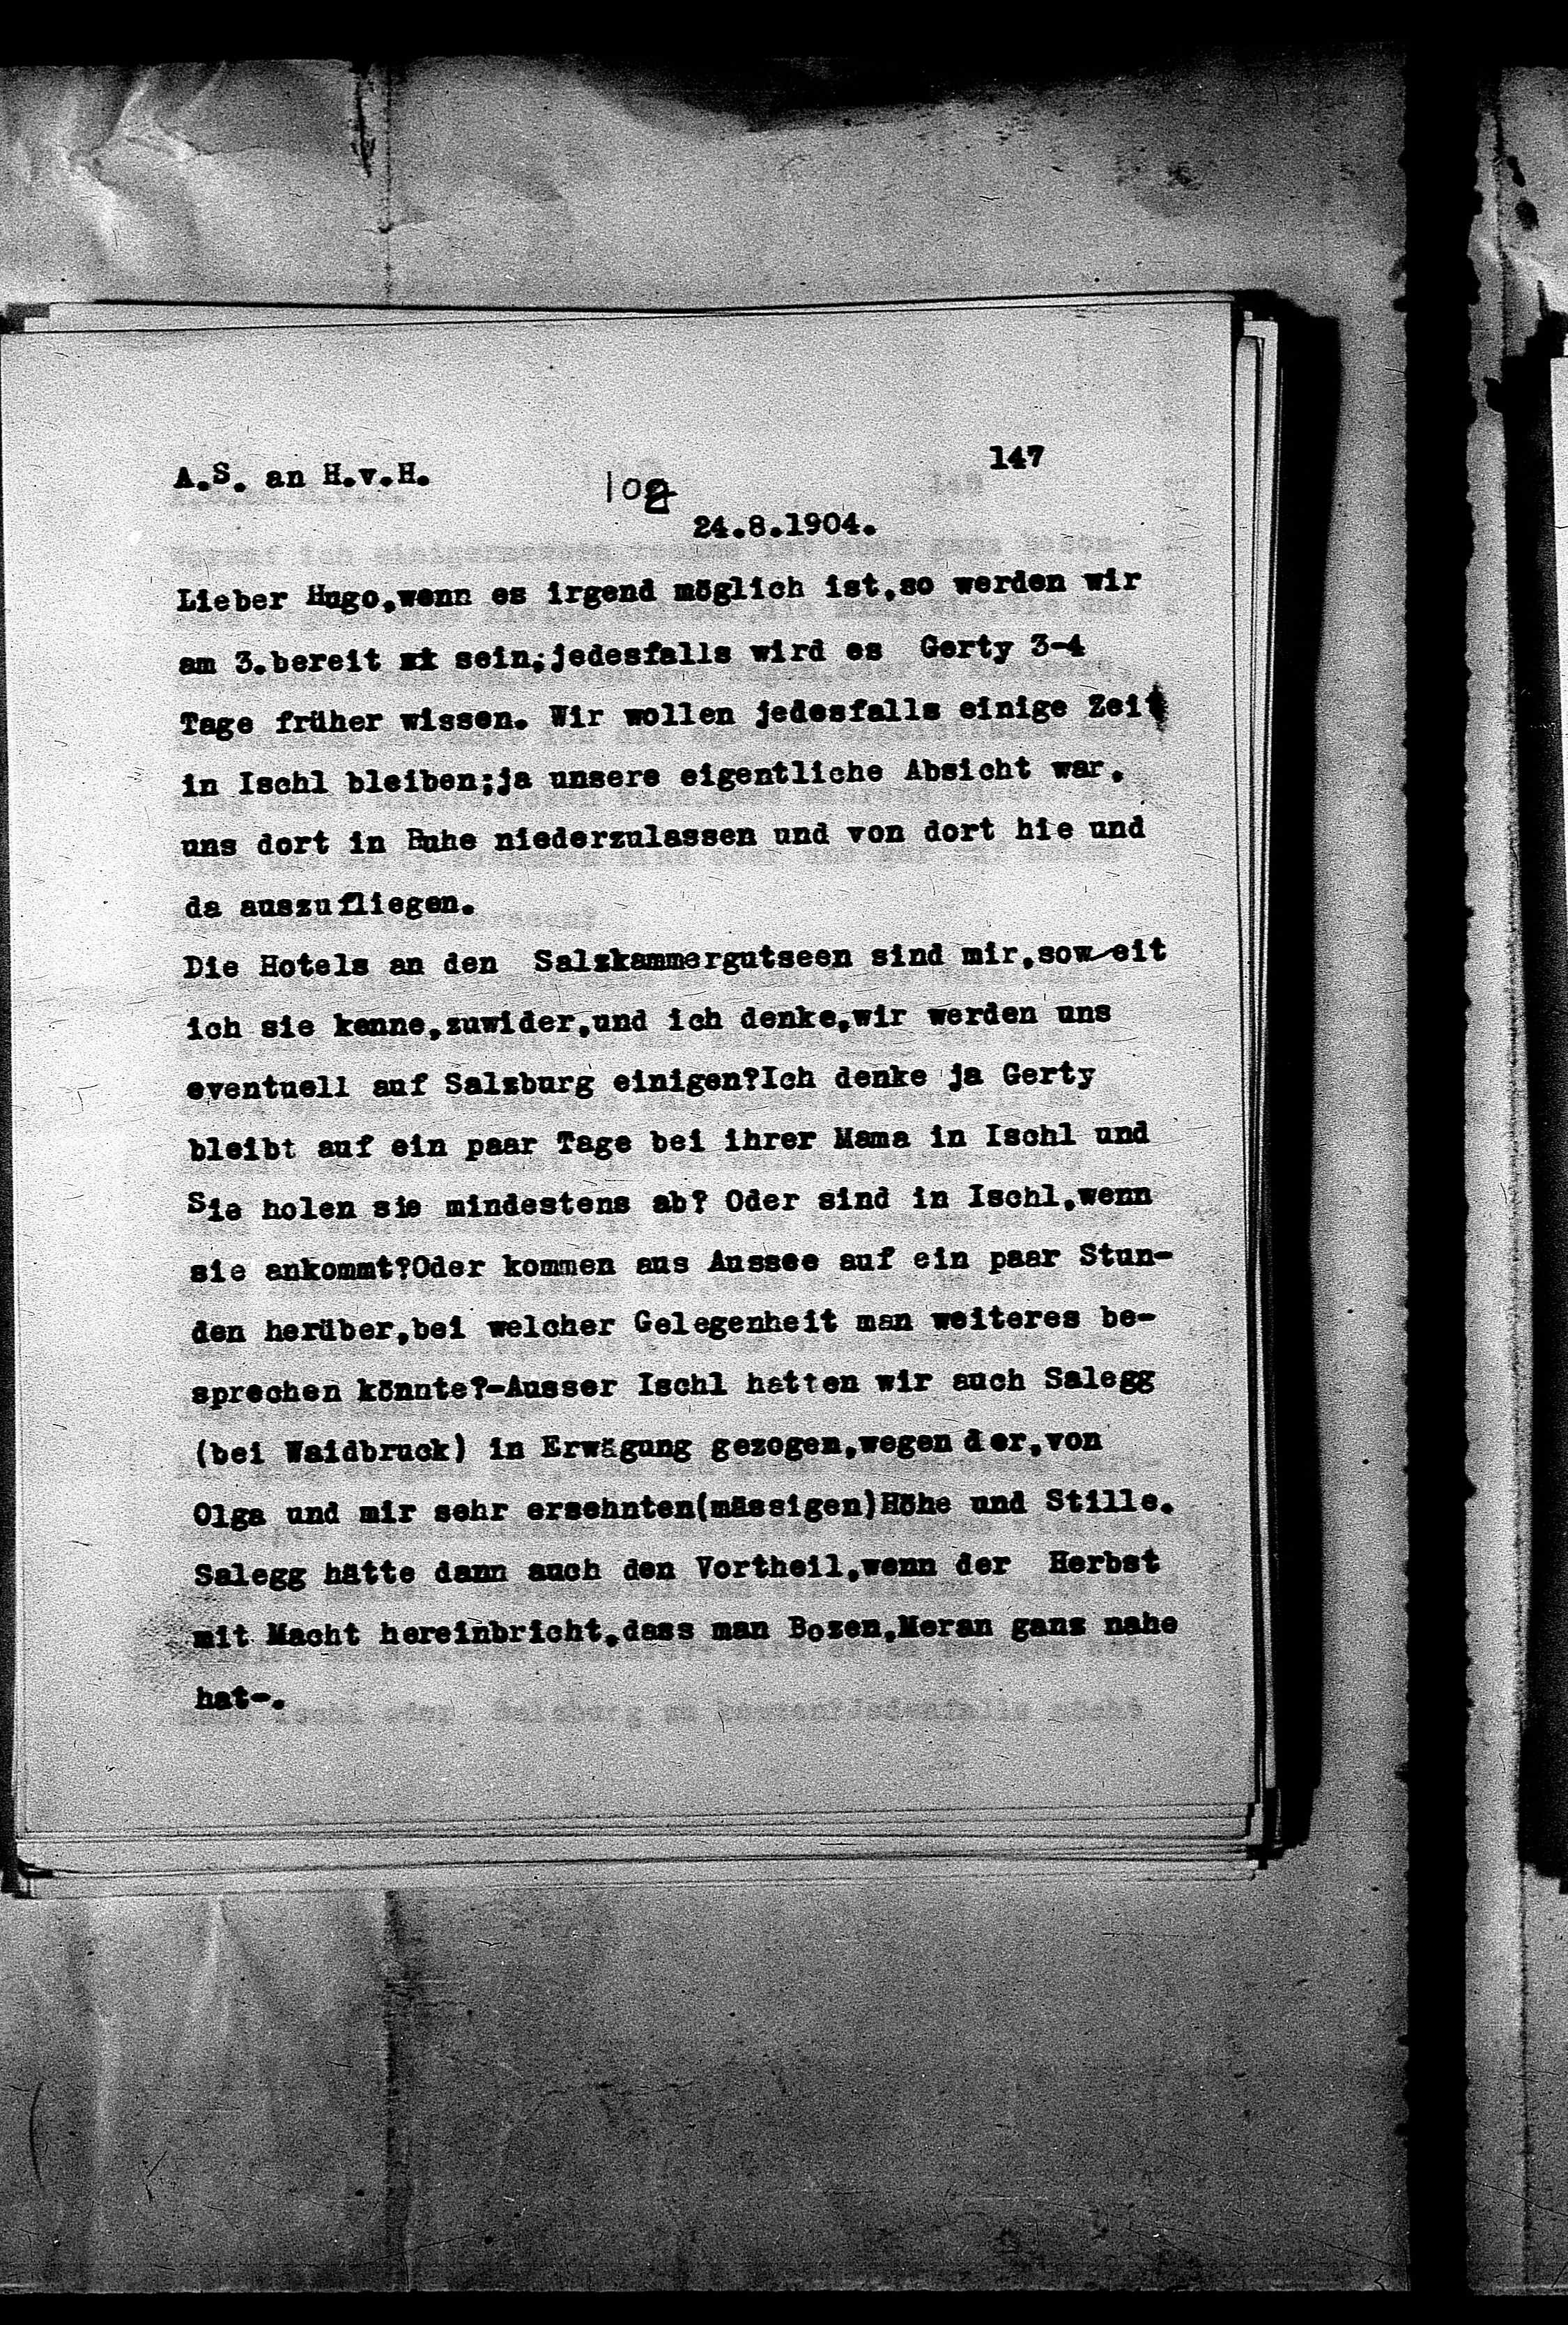 A.S. an H.v.H.
147
102
24.8.1904.
Lieber Hugo,wenn es irgend möglich ist,so werden wir
am 3.bereit sein;jedesfalls wird es Gerty 3-4
Tage früher wissen. Wir wollen jedesfalls einige Zeit
in Ischl bleiben;ja unsere eigentliche Absicht war,
uns dort in Ruhe niederzulassen und von dort hie und
da auszufliegen.
Die Hotels an den Salzkammergutseen sind mir,soweit
ich sie kenne,zuwider,und ich denke,wir werden uns
eventuell auf Salzburg einigen?Ich denke ja Gerty
bleibt auf ein paar Tage bei ihrer Mama in Ischl und
Sie holen sie mindestens ab? Oder sind in Ischl,wenn
sie ankommt?Oder kommen aus Aussee auf ein paar Stun-
den herüber,bei welcher Gelegenheit man weiteres be-
sprechen könnte?-Ausser Ischl hatten wir auch Salegg
(bei Waidbruck) in Erwägung gezogen,wegen der,von
Olga und mir sehr ersehnten(mässigen)Höhe und Stille.
Salegg hätte dann auch den Vortheil,wenn der Herbst
mit Macht hereinbricht,dass man Bozen,Meran ganz nahe
hat-.